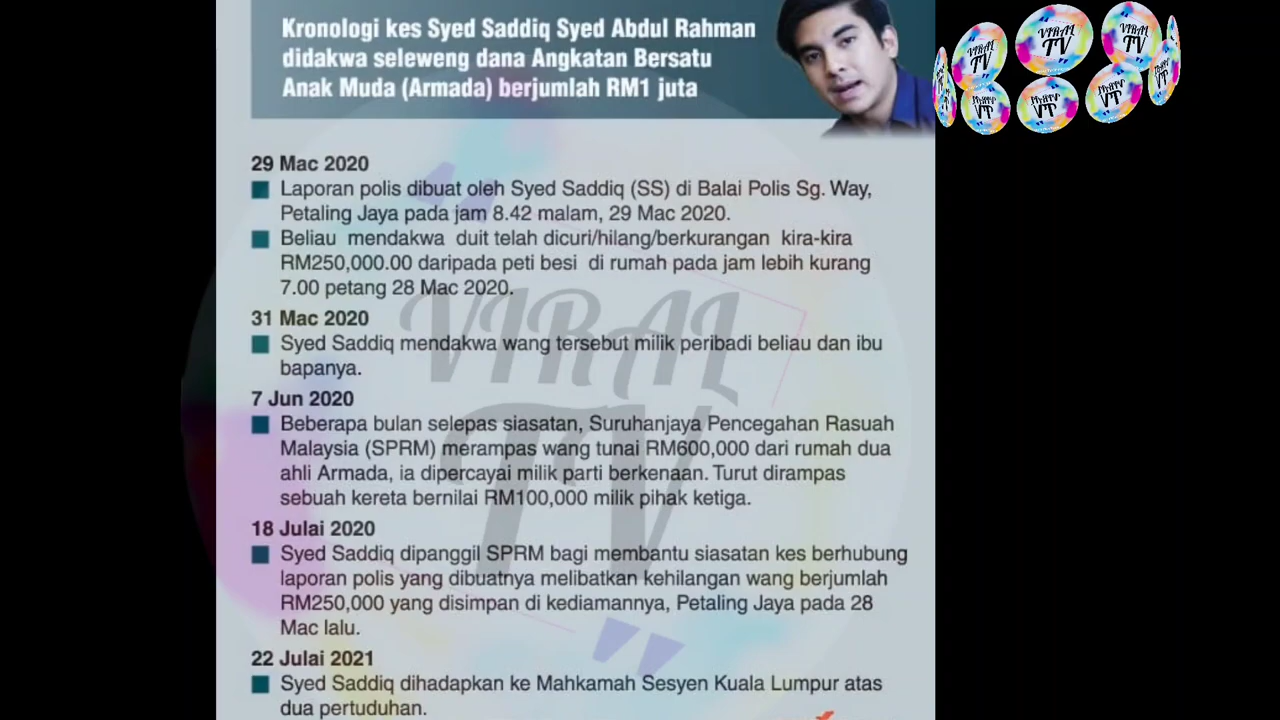 Kronologi kes Syed Saddiq Syed Abdul Rahman
didakwa seleweng dana Angkatan Bersatu
Anak Muda (Armada) berjumlah RM1 juta
VIRAL
TV
VIRAL
TV
VIRAL
TV
29 Mac 2020
Laporan polis dibuat oleh Syed Saddiq (SS) di Balai Polis Sg. Way,
Petaling Jaya pada jam 8.42 malam, 29 Mac 2020.
Beliau mendakwa duit telah dicuri/hilang/berkurangan kira-kira
RM250,000.00 daripada peti besi di rumah pada jam lebih kurang
7.00 petang 28 Mac 2020.
31 Mac 2020
Syed Saddiq mendakwa wang tersebut milik peribadi beliau dan ibu
bapanya.
7 Jun 2020
Beberapa bulan selepas siasatan, Suruhanjaya Pencegahan Rasuah
Malaysia (SPRM) merampas wang tunai RM600,000 dari rumah dua
ahli Armada, ia dipercayai milik parti berkenaan. Turut dirampas
sebuah kereta bernilai RM100,000 milik pihak ketiga.
18 Julai 2020
Syed Saddiq dipanggil SPRM bagi membantu siasatan kes berhubung
laporan polis yang dibuatnya melibatkan kehilangan wang berjumlah
RM250,000 yang disimpan di kediamannya, Petaling Jaya pada 28
Mac lalu.
22 Julai 2021
Syed Saddiq dihadapkan ke Mahkamah Sesyen Kuala Lumpur atas
dua pertuduhan.
VIRAL
TV